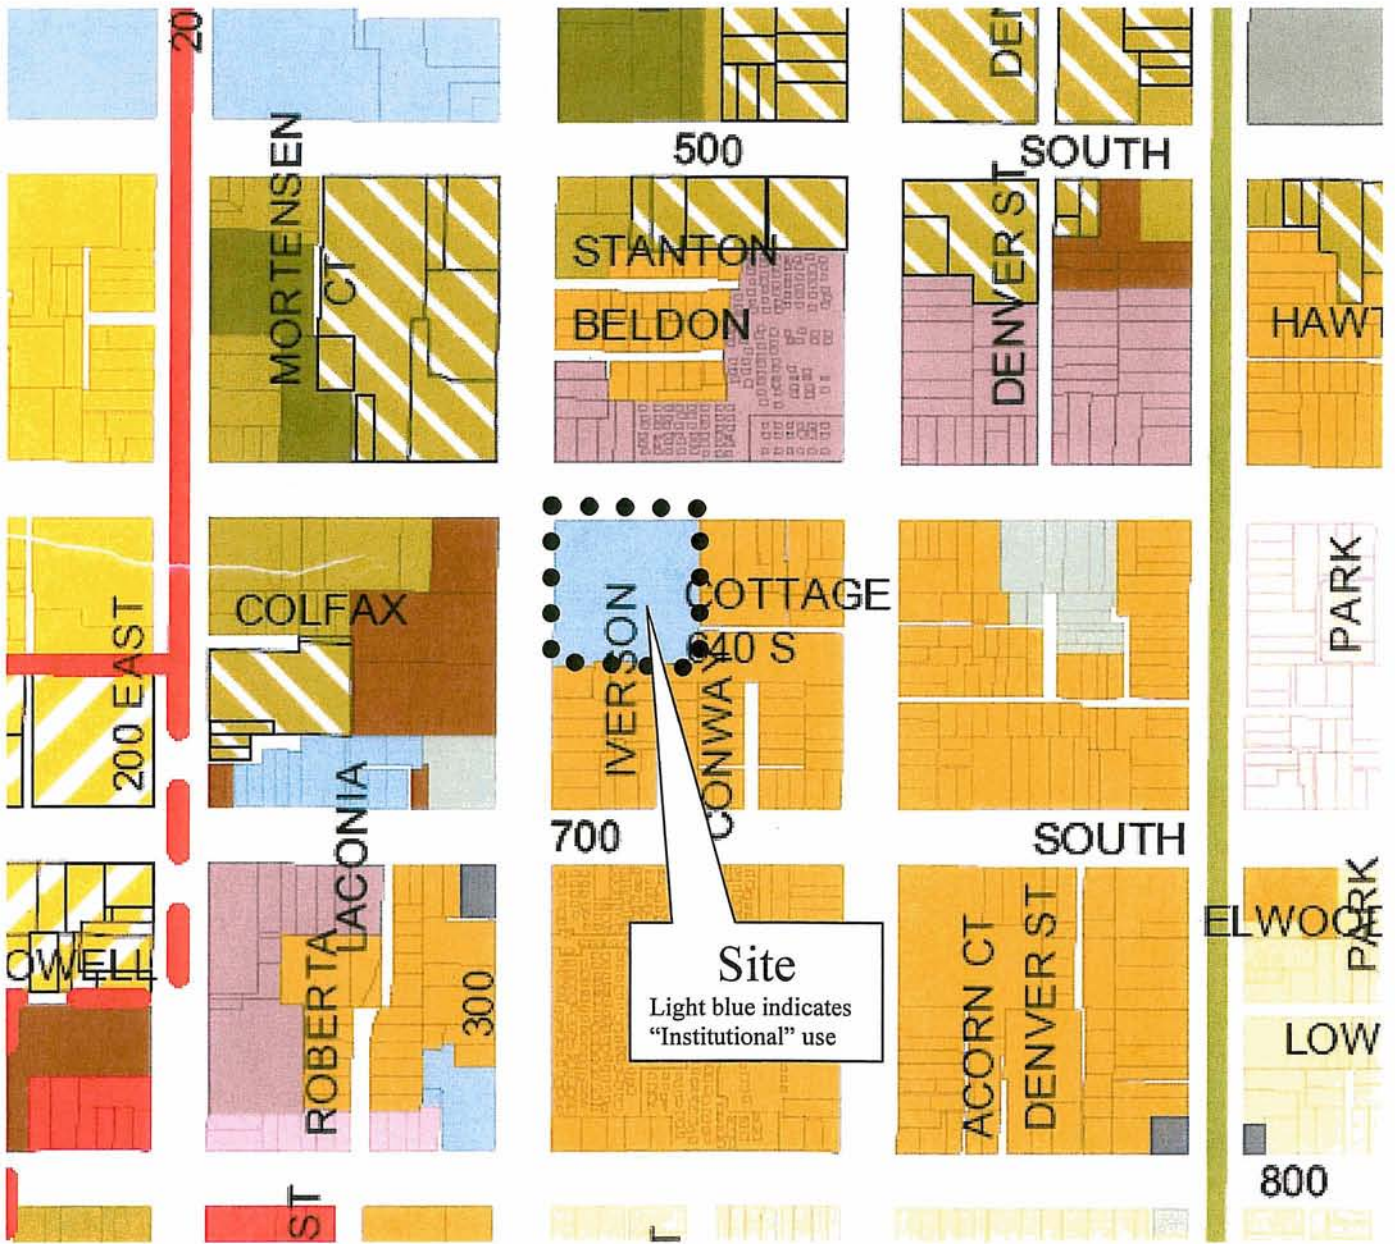 20
DEN
500
SOUTH
MORTENSEN
CT
STANTON
DENVER ST
BELDON
HAWT
COLFAX
IVERSON
COTTAGE
640 S
PARK
200 EAST
CONWAY
C
LACONIA
700
SOUTH
OWELL
ROBERTA
300
Site
Light blue indicates
“Institutional” use
ACORN CT
DENVER ST
ELWOOD
PARK
LOW
800
ST